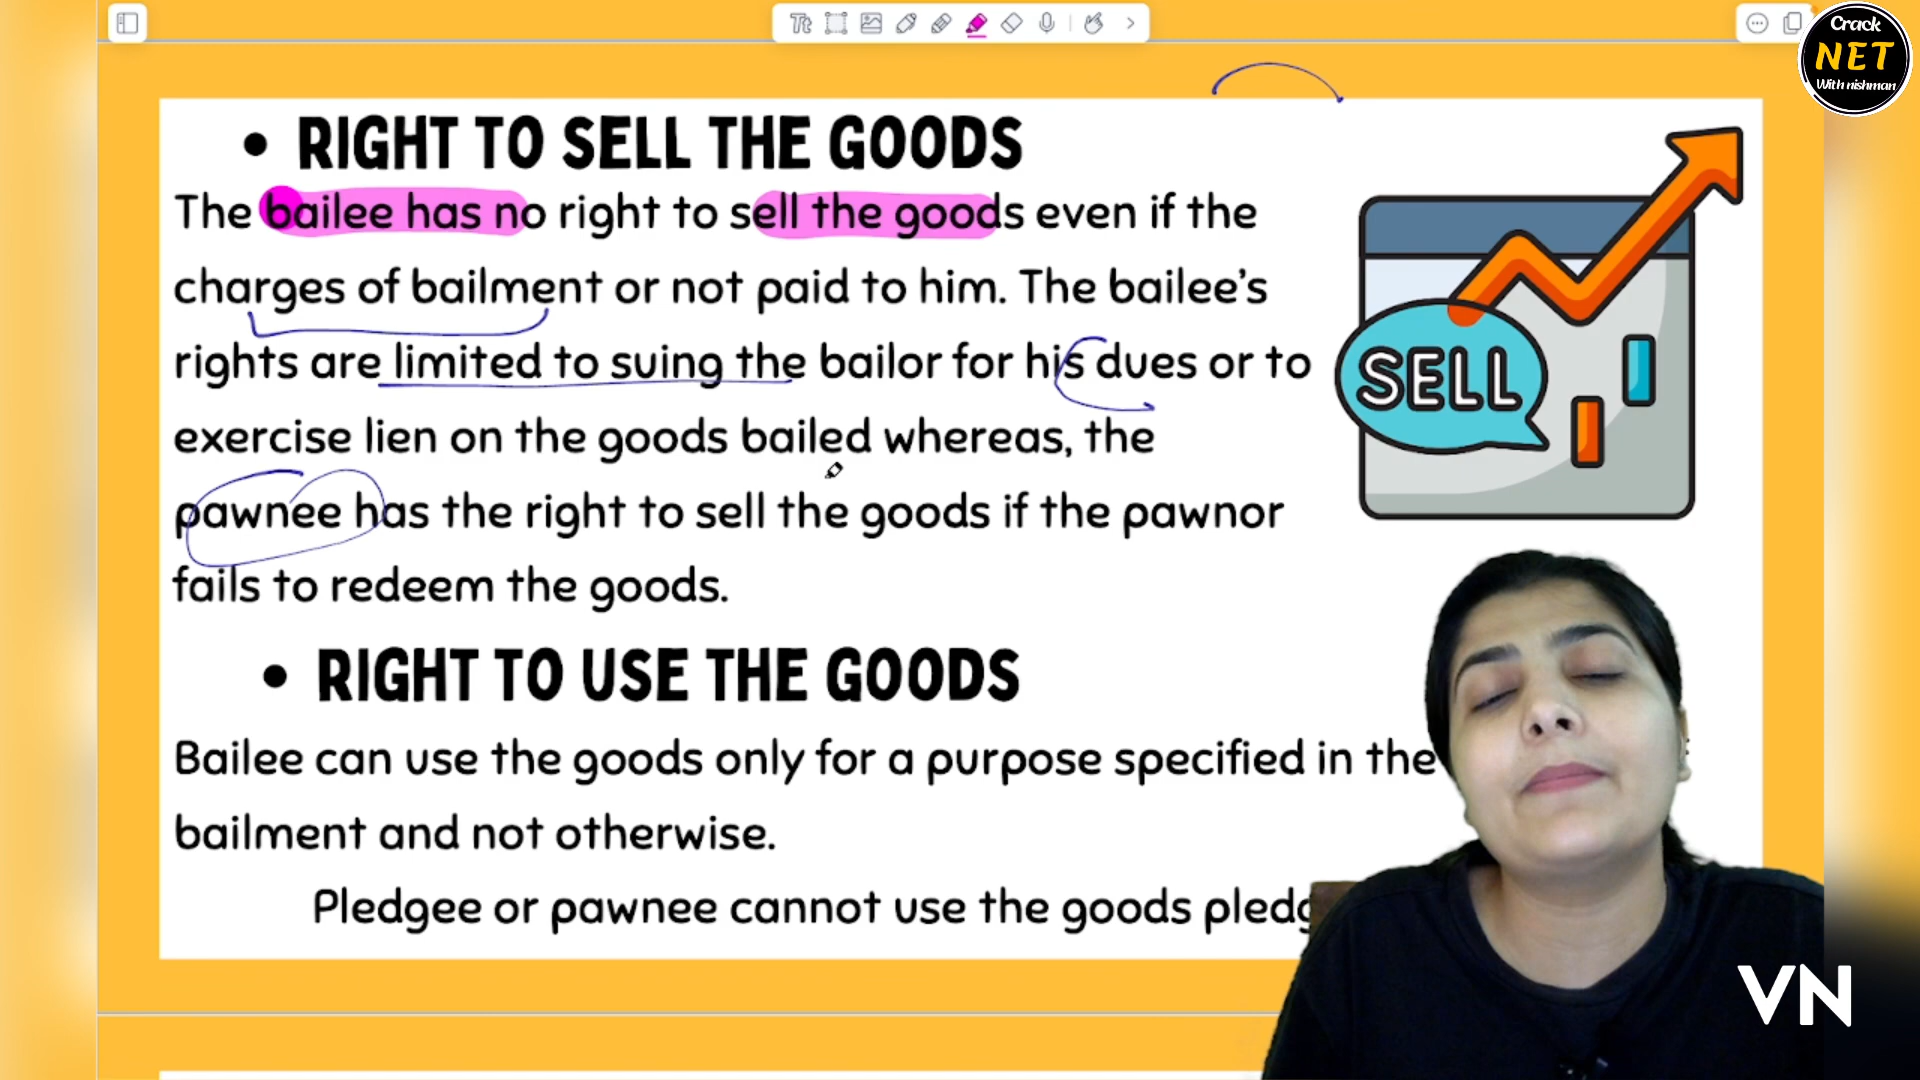 Crack
NET
With nishman
• RIGHT TO SELL THE GOODS
The bailee has no right to sell the goods even if the
charges of bailment or not paid to him. The bailee's
rights are limited to suing the bailor for his dues or to
exercise lien on the goods bailed whereas, the
pawnee has the right to sell the goods if the pawnor
fails to redeem the goods.
SELL
• RIGHT TO USE THE GOODS
Bailee can use the goods only for a purpose specified in the
bailment and not otherwise.
Pledgee or pawnee cannot use the goods
VN